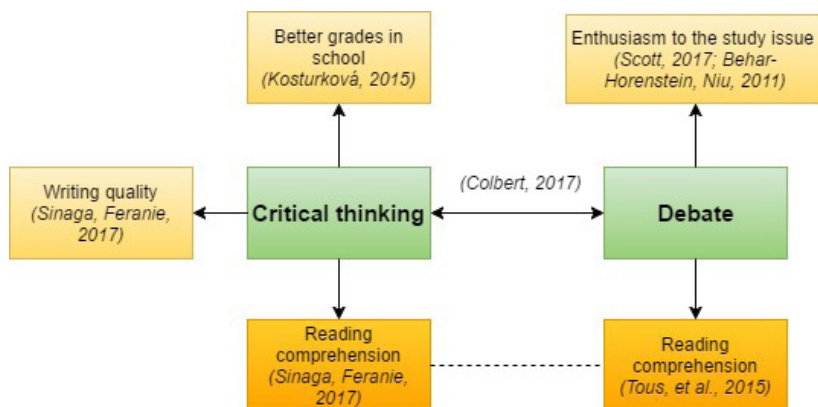 Better grades in
school
(Kosturková, 2015)
Enthusiasm to the study issue
(Scott, 2017; Behar-
Horenstein, Niu, 2011)
Writing quality
(Sinaga, Feranie,
2017)
Critical thinking
(Colbert, 2017)
Debate
Reading
comprehension
(Sinaga, Feranie,
2017)
Reading
comprehension
(Tous, et al., 2015)